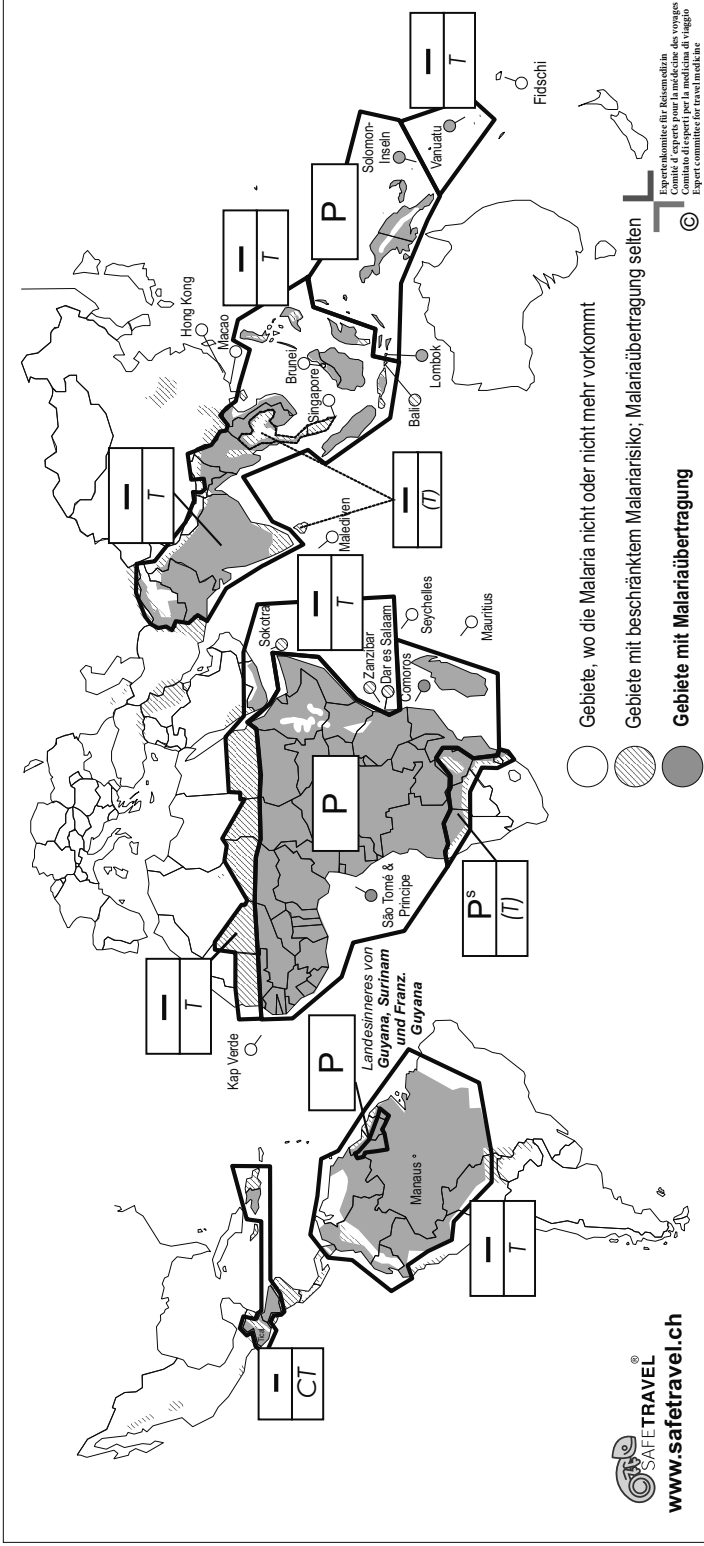 –
CT
–
T
Kap Verde
P
Landesinneres von
Guyana, Surinam
und Franz.
Guyana
Manaus °
–
T
São Tomé &
Principe
P
P s
(T)
Sokotra
–
T
Zanzibar
Dar es Salaam
Comoros
Seychelles
Mauritius
–
T
Malediven
–
(T)
Hong Kong
Macao
Brunei
Singapore
Bali
Lombok
–
T
P
Solomon-
Inseln
Vanuatu
–
T
Fidschi
Gebiete, wo die Malaria nicht oder nicht mehr vorkommt
Gebiete mit beschränktem Malariarisiko; Malariaübertragung selten
Gebiete mit Malariaübertragung
SAFETRAVEL ®
www.safetravel.ch
©
Expertenkomitee für Reisemedizin
Comité d'experts pour la médecine des voyages
Comitato di esperti per la medicina di viaggio
Expert committee for travel medicine